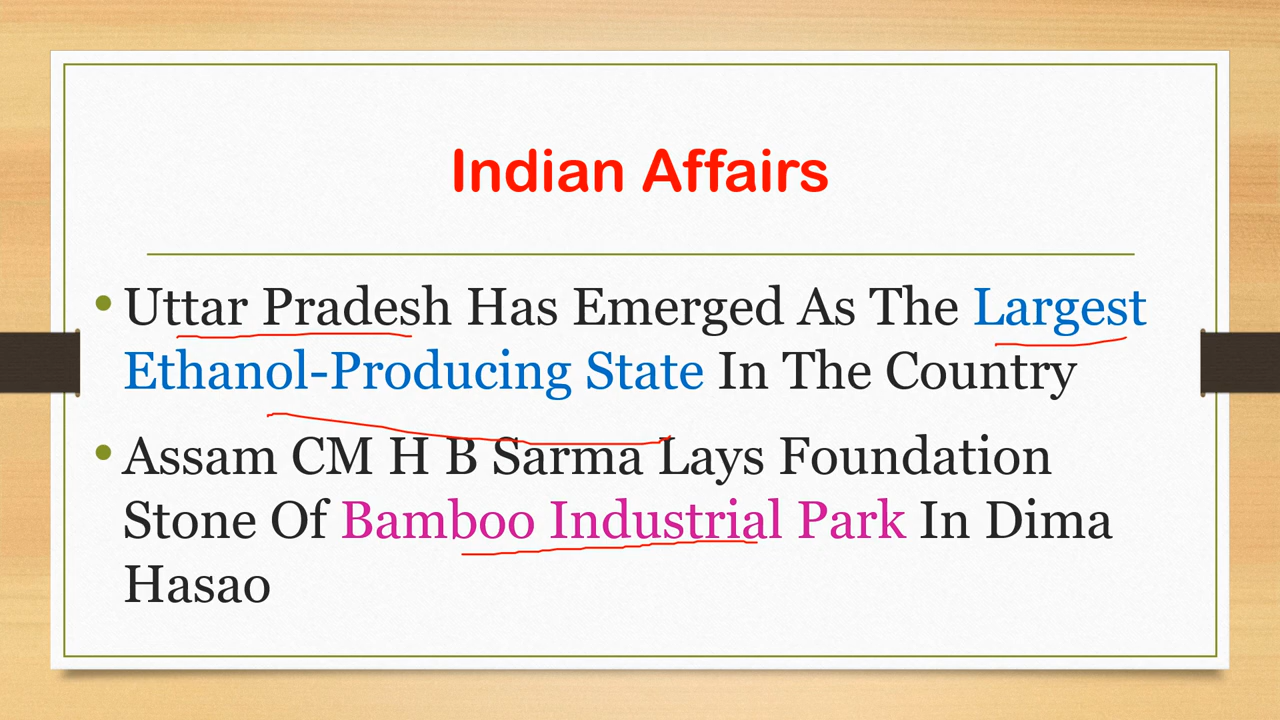 Indian Affairs
• Uttar Pradesh Has Emerged As The Largest
Ethanol-Producing State In The Country
• Assam CM H B Sarma Lays Foundation
Stone Of Bamboo Industrial Park In Dima
Hasao